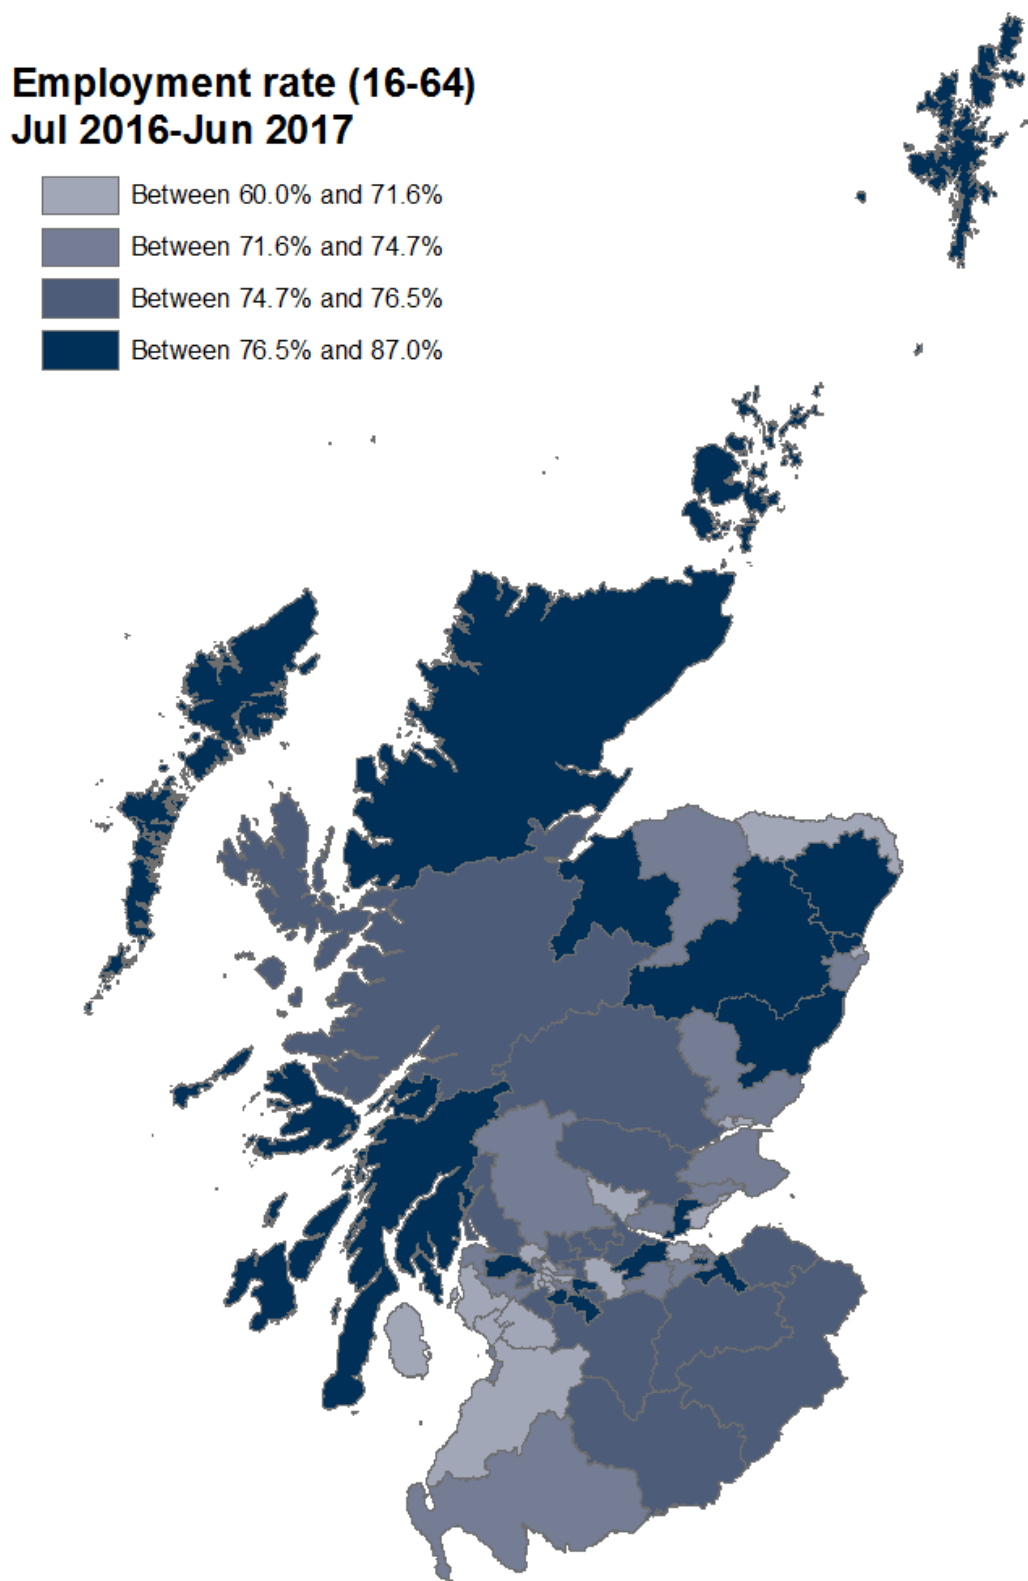 Employment rate (16-64)
Jul 2016-Jun 2017
Between 60.0% and 71.6%
Between 71.6% and 74.7%
Between 74.7% and 76.5%
Between 76.5% and 87.0%